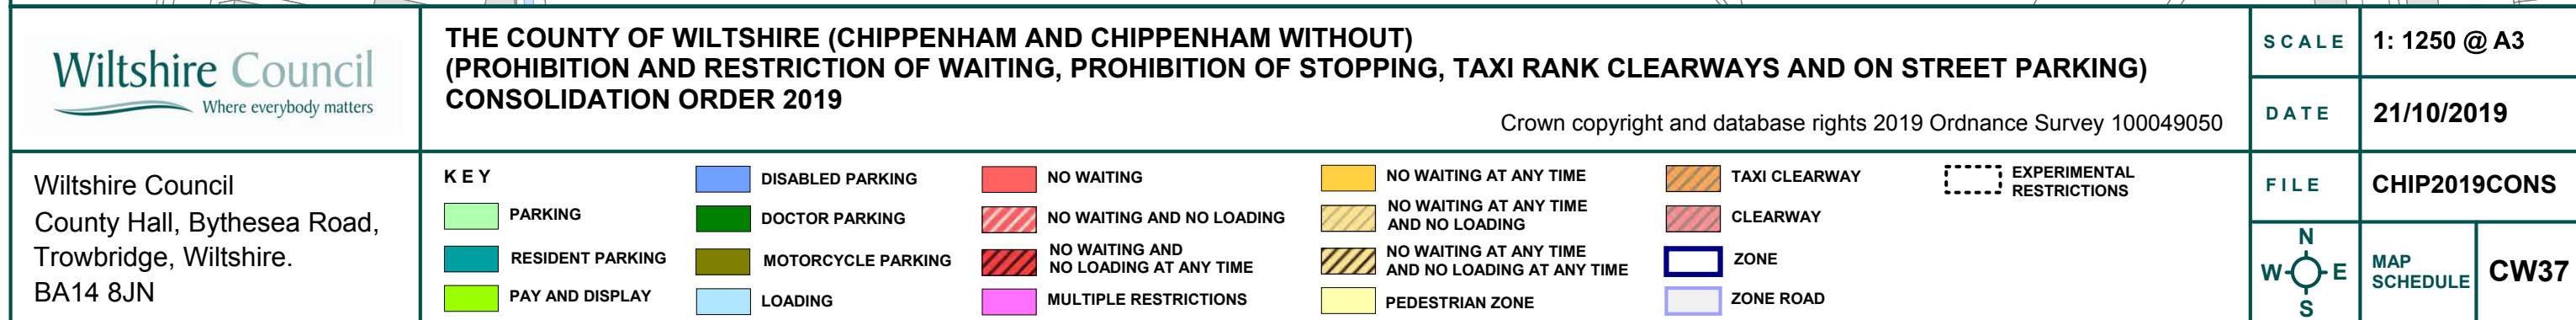 Wiltshire Council
Where everybody matters
THE COUNTY OF WILTSHIRE (CHIPPENHAM AND CHIPPENHAM WITHOUT)
(PROHIBITION AND RESTRICTION OF WAITING, PROHIBITION OF STOPPING, TAXI RANK CLEARWAYS AND ON STREET PARKING)
CONSOLIDATION ORDER 2019
Crown copyright and database rights 2019 Ordnance Survey 100049050
SCALE 1: 1250 @ A3
DATE 21/10/2019
Wiltshire Council
County Hall, Bythesea Road,
Trowbridge, Wiltshire.
BA14 8JN
KEY
PARKING
RESIDENT PARKING
PAY AND DISPLAY
DISABLED PARKING
DOCTOR PARKING
MOTORCYCLE PARKING
LOADING
NO WAITING
NO WAITING AND NO LOADING
NO WAITING AND
NO LOADING AT ANY TIME
MULTIPLE RESTRICTIONS
NO WAITING AT ANY TIME
NO WAITING AT ANY TIME
AND NO LOADING
NO WAITING AT ANY TIME
AND NO LOADING AT ANY TIME
PEDESTRIAN ZONE
TAXI CLEARWAY
CLEARWAY
ZONE
ZONE ROAD
EXPERIMENTAL
RESTRICTIONS
FILE CHIP2019CONS
N
W E
S
MAP
SCHEDULE
CW37